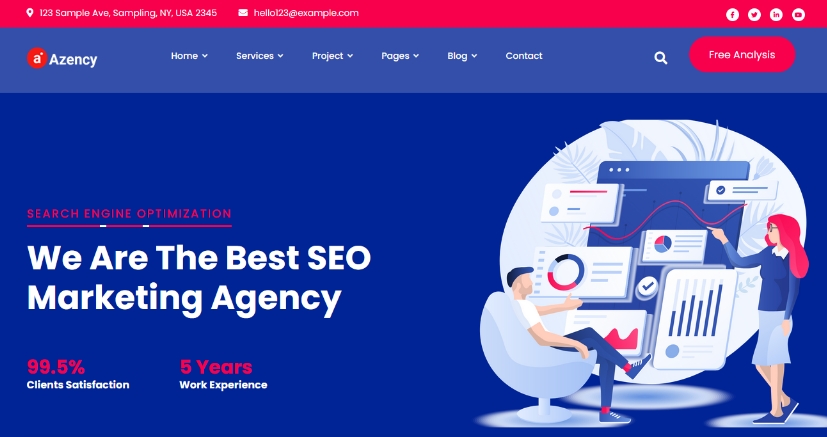 123 Sample Ave, Sampling, NY, USA 2345
hello123@example.com
a Azency
Home
Services
Project
Pages
Blog
Contact
Free Analysis
SEARCH ENGINE OPTIMIZATION
We Are The Best SEO
Marketing Agency
99.5%
Clients Satisfaction
5 Years
Work Experience